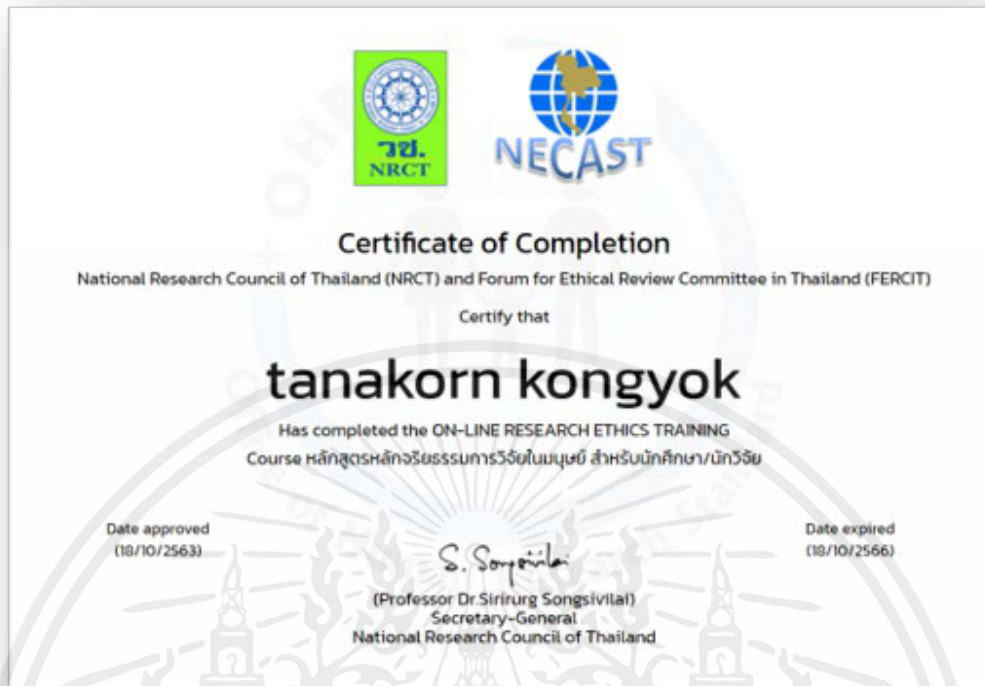 วช.
NRCT
NECAST
Certificate of Completion
National Research Council of Thailand (NRCT) and Forum for Ethical Review Committee in Thailand (FERCIT)
Certify that
tanakorn kongyok
Has completed the ON-LINE RESEARCH ETHICS TRAINING
Course หลักสูตรหลักจริยธรรมการวิจัยในมนุษย์ สำหรับนักศึกษา/นักวิจัย
Date approved
(18/10/2563)
Date expired
(18/10/2566)
S. Songsivilai
(Professor Dr.Sirirurg Songsivilai)
Secretary-General
National Research Council of Thailand